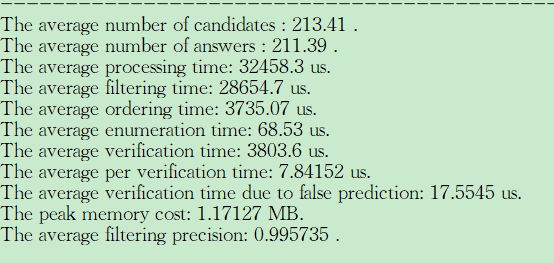 The average number of candidates : 213.41 .
The average number of answers : 211.39 .
The average processing time: 32458.3 us.
The average filtering time: 28654.7 us.
The average ordering time: 3735.07 us.
The average enumeration time: 68.53 us.
The average verification time: 3803.6 us.
The average per verification time: 7.84152 us.
The average verification time due to false prediction: 17.5545 us.
The peak memory cost: 1.17127 MB.
The average filtering precision: 0.995735 .